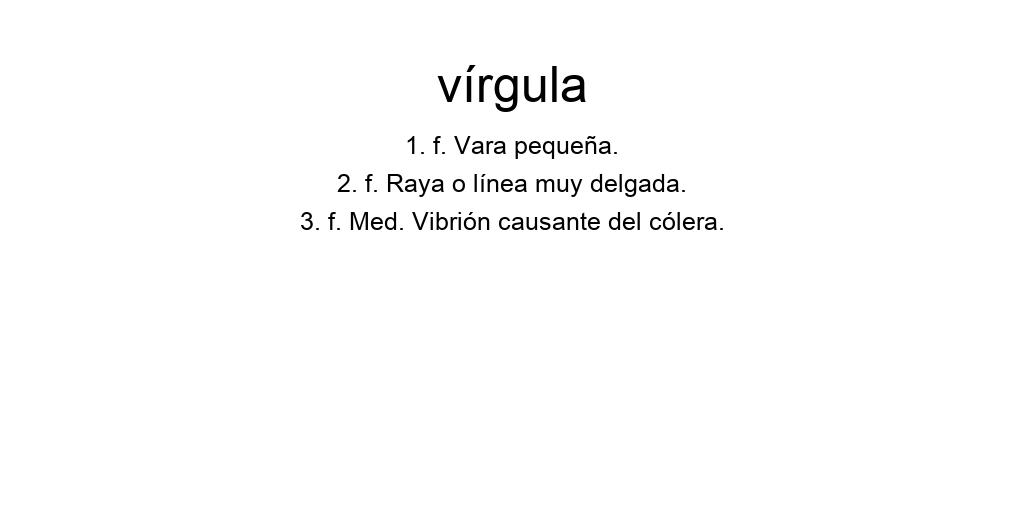 vírgula
1. f. Vara pequeña.
2. f. Raya o línea muy delgada.
3. f. Med. Vibrión causante del cólera.